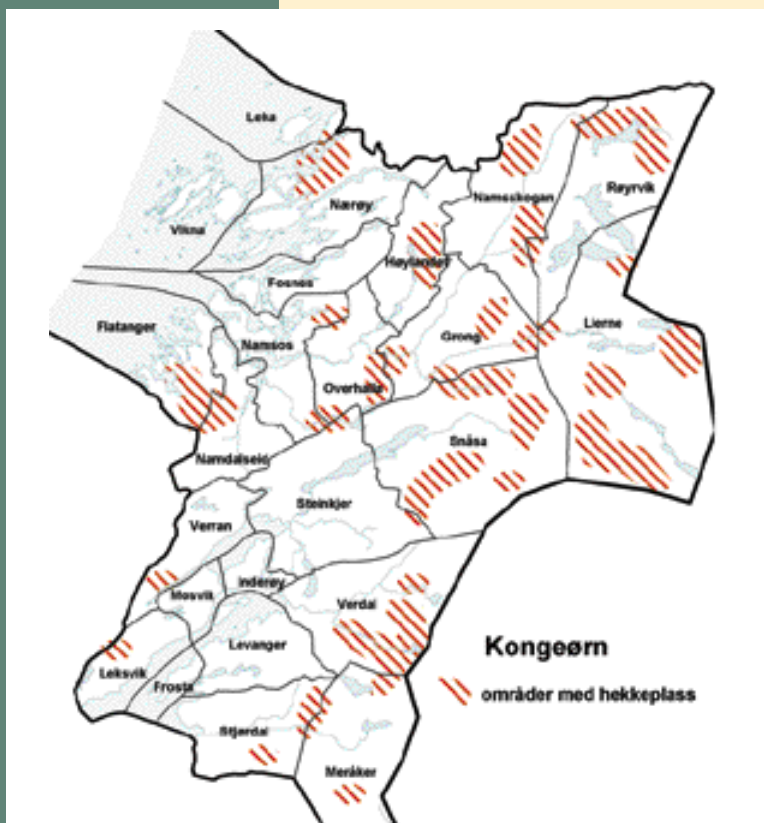 Leka
Nærøy
Vikna
Namsskogan
Røyrvik
Høylandet
Fosnes
Flatanger
Namsos
Grong
Lierne
Overhalla
Snåsa
Namdalseid
Steinkjer
Verran
Mosvik
Inderøy
Verdal
Levanger
Leksvik
Frosta
Stjørdal
Meråker
Kongeørn
områder med hekkeplass